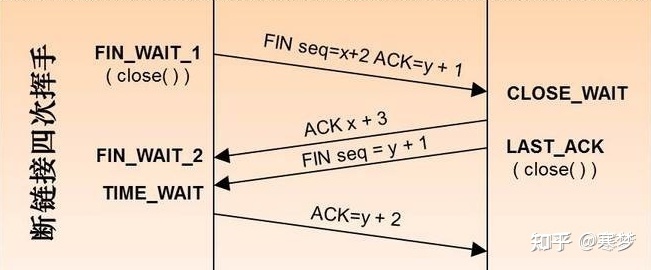 断链接四次挥手
FIN_WAIT_1
( close( ) )
FIN seq=x+2 ACK=y + 1
CLOSE_WAIT
ACK x + 3
FIN_WAIT_2
FIN seq = y + 1
LAST_ACK
( close( ) )
TIME_WAIT
ACK=y + 2
知乎 @寒梦